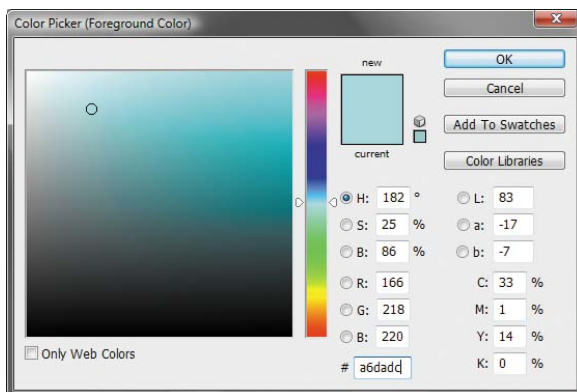 Color Picker (Foreground Color)
new
current
OK
Cancel
Add To Swatches
Color Libraries
H: 182 °
S: 25 %
B: 86 %
R: 166
G: 218
B: 220
# a6dadc
L: 83
a: -17
b: -7
C: 33 %
M: 1 %
Y: 14 %
K: 0 %
Only Web Colors